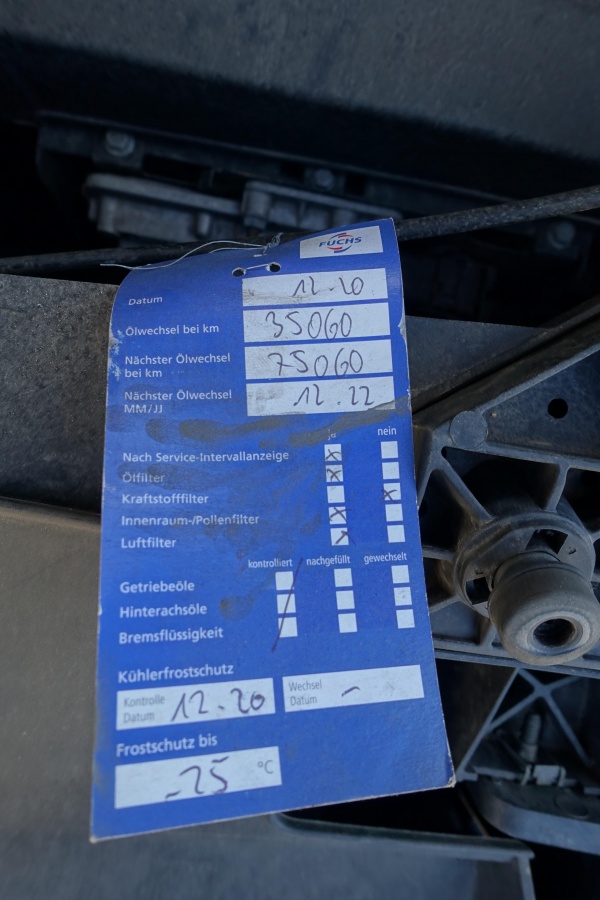 FUCHS
Datum 12.20
Ölwechsel bei km 35060
Nächster Ölwechsel
bei km 75060
Nächster Ölwechsel
MM/JJ 12.22
ja nein
Nach Service-Intervallanzeige
Ölfilter
Kraftstofffilter
Innenraum-/Pollenfilter
Luftfilter
kontrolliert nachgefüllt gewechselt
Getriebeöle
Hinterachsöle
Bremsflüssigkeit
Kühlerfrostschutz
Kontrolle
Datum 12.20
Wechsel
Datum -
Frostschutz bis
-25 °C